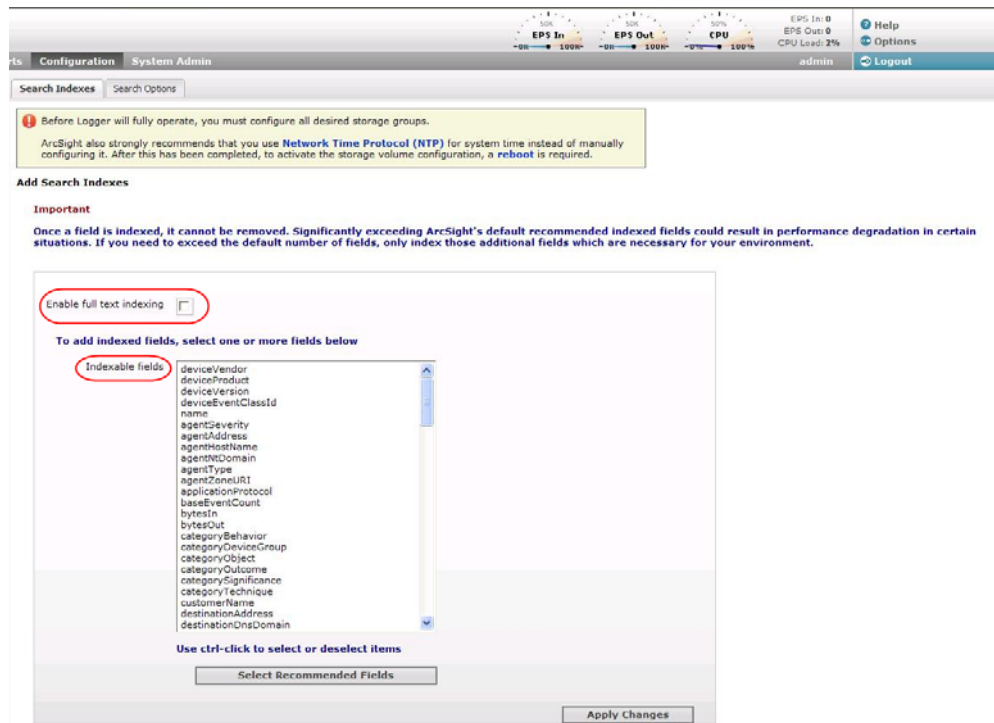 50K
EPS In
0K 100K
50K
EPS Out
0K 100K
50%
CPU
0% 100%
EPS In: 0
EPS Out: 0
CPU Load: 2%
Help
Options
rts Configuration System Admin admin Logout
Search Indexes Search Options
Before Logger will fully operate, you must configure all desired storage groups.
ArcSight also strongly recommends that you use Network Time Protocol (NTP) for system time instead of manually
configuring it. After this has been completed, to activate the storage volume configuration, a reboot is required.
Add Search Indexes
Important
Once a field is indexed, it cannot be removed. Significantly exceeding ArcSight's default recommended indexed fields could result in performance degradation in certain
situations. If you need to exceed the default number of fields, only index those additional fields which are necessary for your environment.
Enable full text indexing
To add indexed fields, select one or more fields below
Indexable fields
deviceVendor
deviceProduct
deviceVersion
deviceEventClassId
name
agentSeverity
agentAddress
agentHostName
agentNtDomain
agentType
agentZoneURI
applicationProtocol
baseEventCount
bytesIn
bytesOut
categoryBehavior
categoryDeviceGroup
categoryObject
categoryOutcome
categorySignificance
categoryTechnique
customerName
destinationAddress
destinationDnsDomain
Use ctrl-click to select or deselect items
Select Recommended Fields
Apply Changes